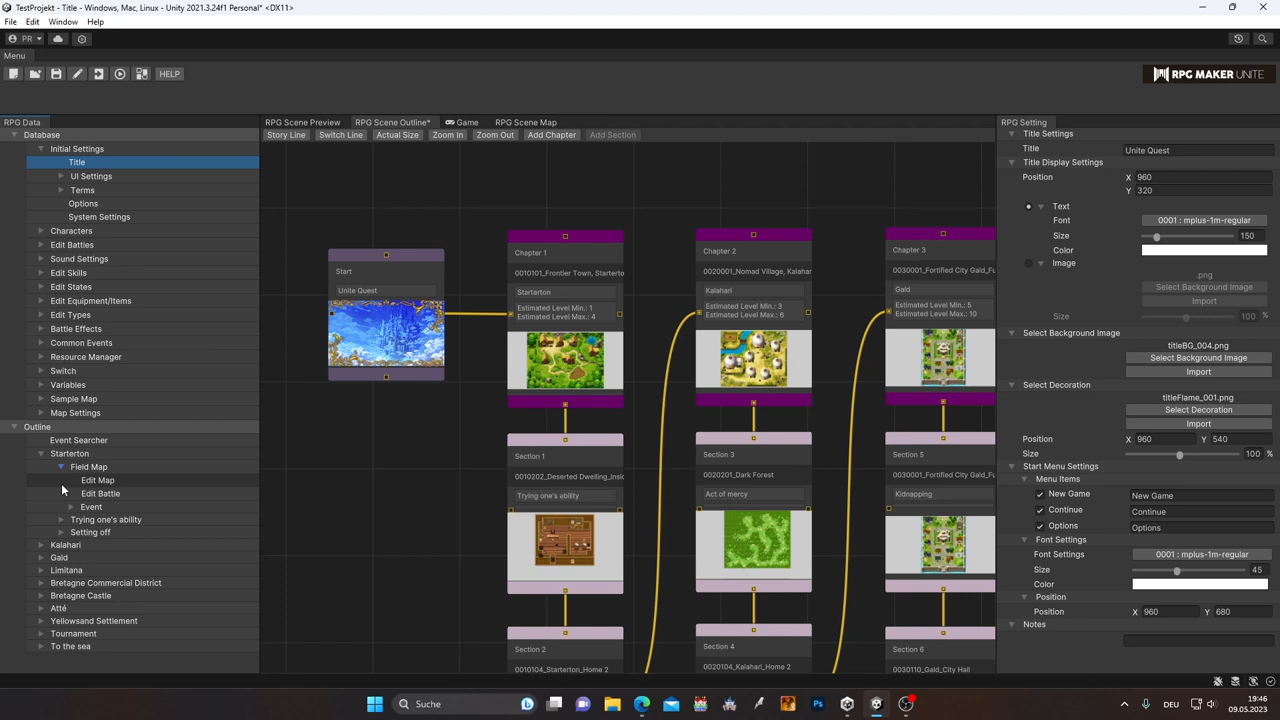 TestProjekt - Title - Windows, Mac, Linux - Unity 2021.3.24f1 Personal* <DX11>
File Edit Window Help
PR
Menu
HELP
RPG MAKER UNITE
RPG Data
RPG Scene Preview RPG Scene Outline* Game RPG Scene Map
RPG Setting
Story Line Switch Line Actual Size Zoom In Zoom Out Add Chapter Add Section
Database
Initial Settings
Title
UI Settings
Terms
Options
System Settings
Characters
Edit Battles
Sound Settings
Edit Skills
Edit States
Edit Equipment/Items
Edit Types
Battle Effects
Common Events
Resource Manager
Switch
Variables
Sample Map
Map Settings
Outline
Event Searcher
Starterton
Field Map
Edit Map
Edit Battle
Event
Trying one's ability
Setting off
Kalahari
Gald
Limitana
Bretagne Commercial District
Bretagne Castle
Atté
Yellowsand Settlement
Tournament
To the sea
Start
Unite Quest
Chapter 1
0010101_Frontier Town, Starterto
Starterton
Estimated Level Min.: 1
Estimated Level Max.: 4
Section 1
0010202_Deserted Dwelling_Insid
Trying one's ability
Section 2
0010104_Starterton_Home 2
Chapter 2
0020001_Nomad Village, Kalahar
Kalahari
Estimated Level Min.: 3
Estimated Level Max.: 6
Section 3
0020201_Dark Forest
Act of mercy
Section 4
0020104_Kalahari_Home 2
Chapter 3
0030001_Fortified City Gald_Fu
Gald
Estimated Level Min.: 5
Estimated Level Max.: 10
Section 5
0030001_Fortified City Gald_Fu
Kidnapping
Section 6
0030110_Gald_City Hall
Title Settings
Title Unite Quest
Title Display Settings
Position X 960
Y 320
Text
Font 0001 : mplus-1m-regular
Size 150
Color
Image
.png
Select Background Image
Import
Size 100 %
Select Background Image
titleBG_004.png
Select Background Image
Import
Select Decoration
titleFlame_001.png
Select Decoration
Import
Position X 960 Y 540
Size 100 %
Start Menu Settings
Menu Items
New Game New Game
Continue Continue
Options Options
Font Settings
Font Settings 0001 : mplus-1m-regular
Size 45
Color
Position
Position X 960 Y 680
Notes
Suche
DEU
19:46
09.05.2023